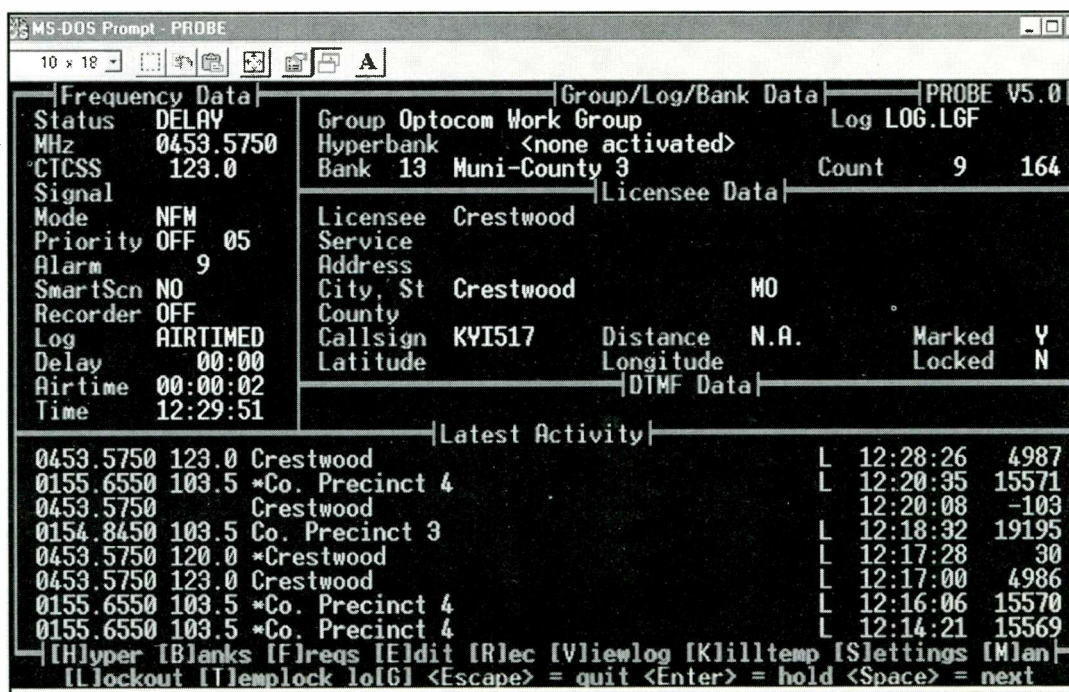 MS-DOS Prompt - PROBE
10 x 18 A
Frequency Data Group/Log/Bank Data PROBE V5.0
Status DELAY Group Optocom Work Group Log LOG.LGF
MHz 0453.5750 Hyperbank <none activated>
CTCSS 123.0 Bank 13 Muni-County 3 Count 9 164
Signal Licensee Data
Mode NFM Licensee Crestwood
Priority OFF 05 Service
Alarm 9 Address
SmartScn NO City, St Crestwood MO
Recorder OFF County
Log AIRTIMED Callsign KYI517 Distance N.A. Marked Y
Delay 00:00 Latitude Longitude Locked N
Airtime 00:00:02 DTMF Data
Time 12:29:51
Latest Activity
0453.5750 123.0 Crestwood L 12:28:26 4987
0155.6550 103.5 *Co. Precinct 4 L 12:20:35 15571
0453.5750 Crestwood 12:20:08 -103
0154.8450 103.5 Co. Precinct 3 L 12:18:32 19195
0453.5750 120.0 *Crestwood L 12:17:28 30
0453.5750 123.0 Crestwood L 12:17:00 4986
0155.6550 103.5 *Co. Precinct 4 L 12:16:06 15570
0155.6550 103.5 *Co. Precinct 4 L 12:14:21 15569
[H]yper [B]anks [F]reqs [E]dit [R]ec [V]iewlog [K]illtemp [S]ettings [M]an
[L]ockout [T]emplock lo[G] <Escape> = quit <Enter> = hold <Space> = next